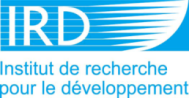 IRD
Institut de recherche
pour le développement